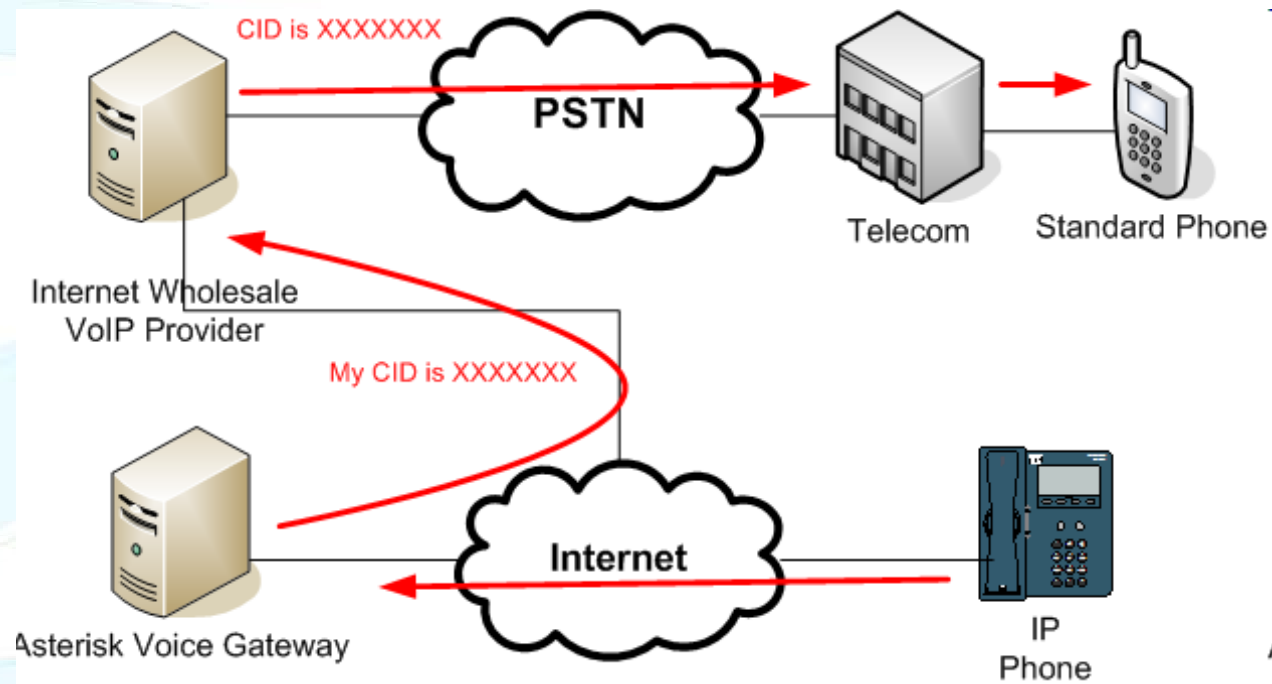 CID is XXXXXXX
PSTN
Telecom
Standard Phone
Internet Wholesale
VoIP Provider
My CID is XXXXXXX
Internet
Asterisk Voice Gateway
IP
Phone